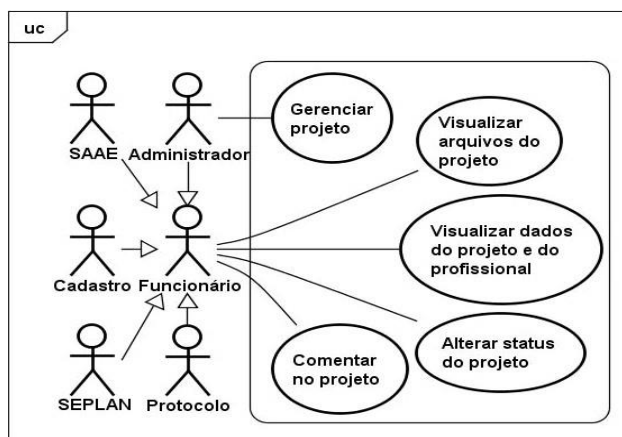 uc
SAAE
Administrador
Gerenciar
projeto
Visualizar
arquivos do
projeto
Cadastro
Funcionário
Visualizar dados
do projeto e do
profissional
SEPLAN
Protocolo
Comentar
no projeto
Alterar status
do projeto